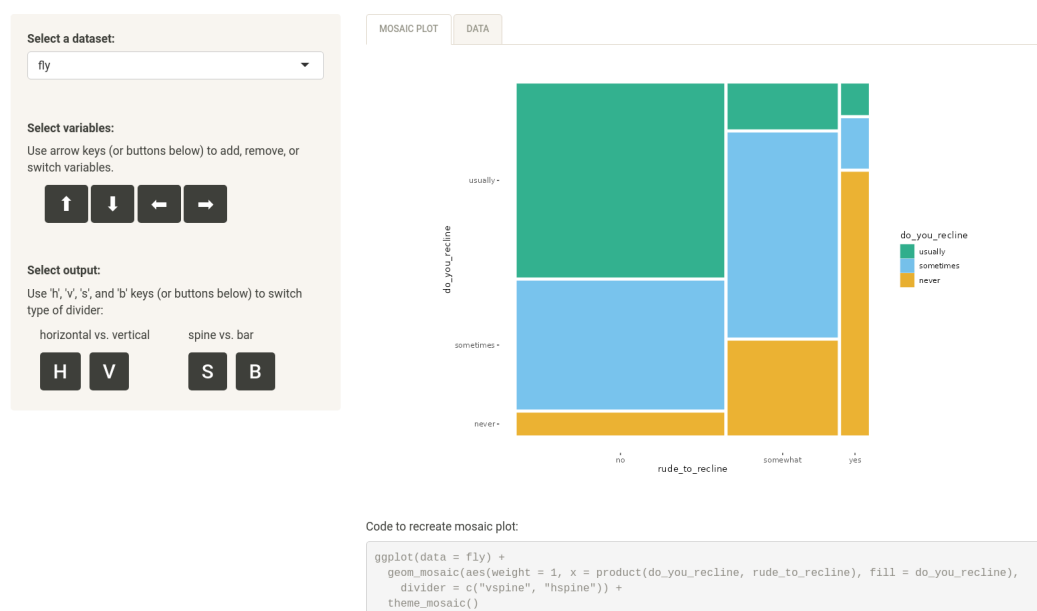 Select a dataset:
fly
Select variables:
Use arrow keys (or buttons below) to add, remove, or
switch variables.
Select output:
Use 'h', 'v', 's', and 'b' keys (or buttons below) to switch
type of divider:
horizontal vs. vertical
spine vs. bar
H
V
S
B
MOSAIC PLOT
DATA
do_you_recline
usually
sometimes
never
no
somewhat
yes
rude_to_recline
do_you_recline
usually
sometimes
never
Code to recreate mosaic plot:
ggplot(data = fly) +
geom_mosaic(aes(weight = 1, x = product(do_you_recline, rude_to_recline), fill = do_you_recline),
divider = c("vspine", "hspine")) +
theme_mosaic()